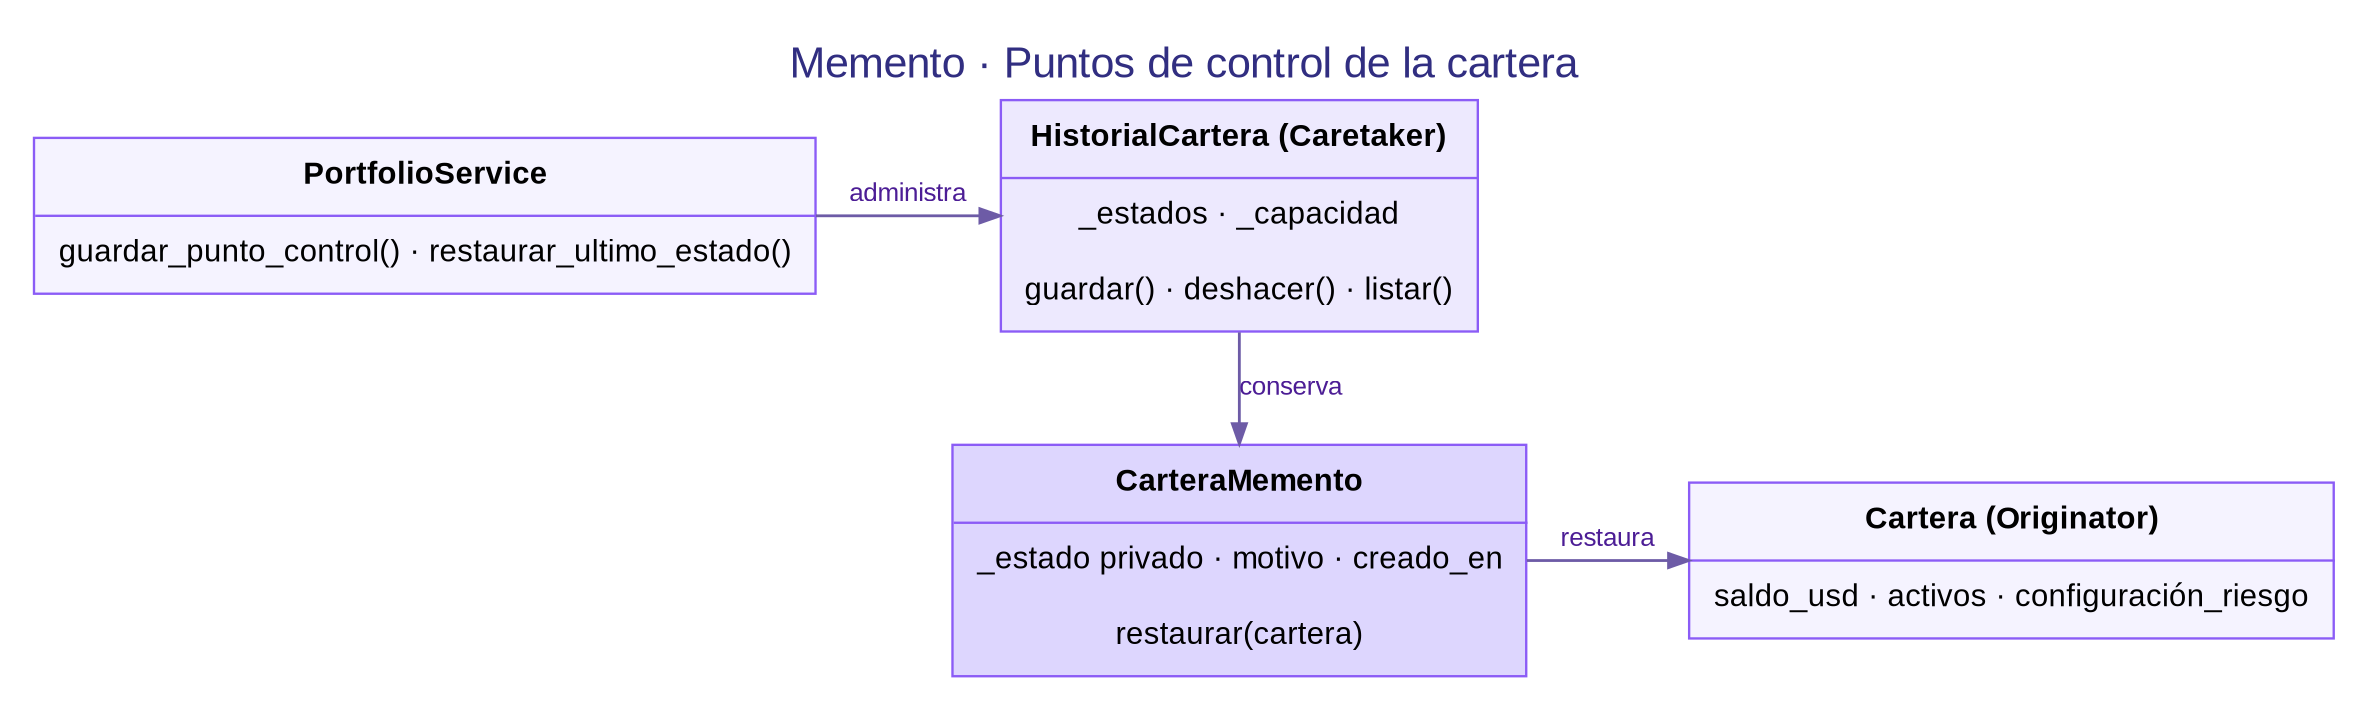 Memento · Puntos de control de la cartera
PortfolioService
guardar_punto_control() · restaurar_ultimo_estado()
administra
HistorialCartera (Caretaker)
_estados · _capacidad
guardar() · deshacer() · listar()
conserva
CarteraMemento
_estado privado · motivo · creado_en
restaurar(cartera)
restaura
Cartera (Originator)
saldo_usd · activos · configuración_riesgo